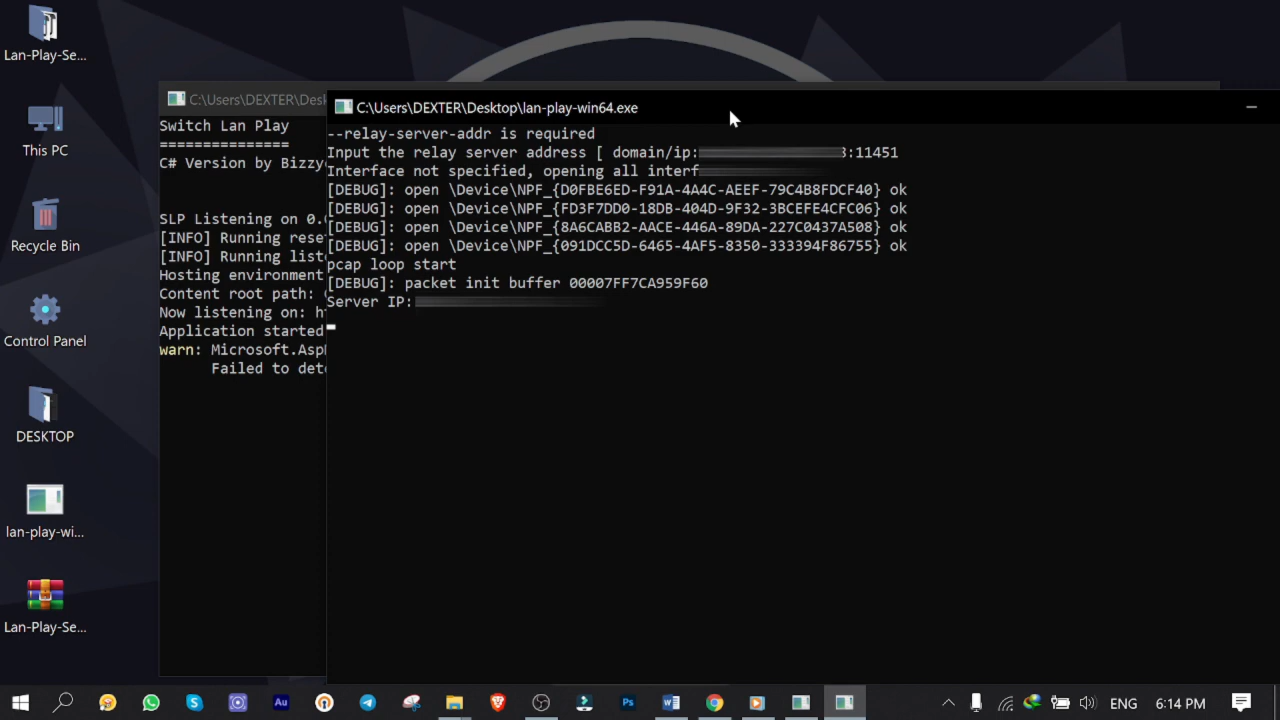 Lan-Play-Se...
This PC
Recycle Bin
Control Panel
DESKTOP
lan-play-wi...
Lan-Play-Se...
C:\Users\DEXTER\Desk
Switch Lan Play
===============
C# Version by Bizzy
SLP Listening on 0.
[INFO] Running rese
[INFO] Running list
Hosting environment
Content root path:
Now listening on: h
Application started
warn: Microsoft.Asp
Failed to dete
C:\Users\DEXTER\Desktop\lan-play-win64.exe
--relay-server-addr is required
Input the relay server address [ domain/ip: :11451
Interface not specified, opening all interf
[DEBUG]: open \Device\NPF_{D0FBE6ED-F91A-4A4C-AEEF-79C4B8FDCF40} ok
[DEBUG]: open \Device\NPF_{FD3F7DD0-18DB-404D-9F32-3BCEFE4CFC06} ok
[DEBUG]: open \Device\NPF_{8A6CABB2-AACE-446A-89DA-227C0437A508} ok
[DEBUG]: open \Device\NPF_{091DCC5D-6465-4AF5-8350-333394F86755} ok
pcap loop start
[DEBUG]: packet init buffer 00007FF7CA959F60
Server IP:
Au
Ps
ENG
6:14 PM